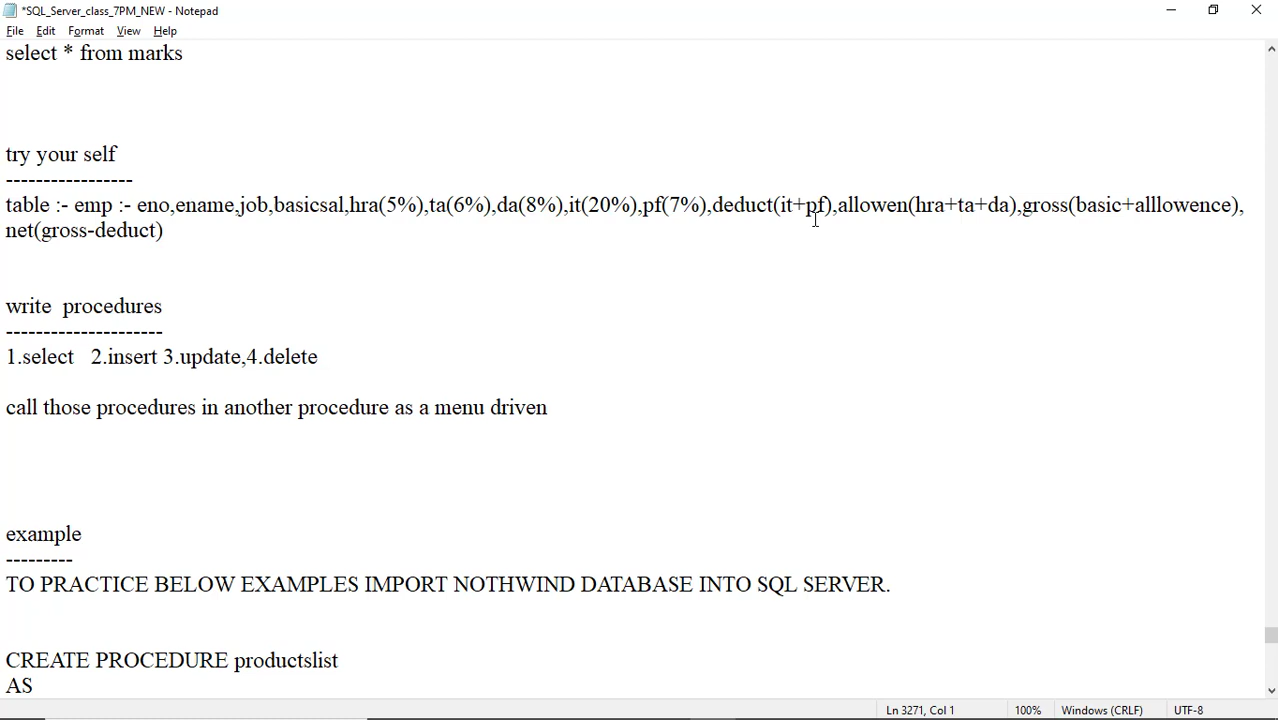 *SQL_Server_class_7PM_NEW - Notepad
File Edit Format View Help
select * from marks
try your self
-----------------
table :- emp :- eno,ename,job,basicsal,hra(5%),ta(6%),da(8%),it(20%),pf(7%),deduct(it+pf),allowen(hra+ta+da),gross(basic+alllowence),
net(gross-deduct)
write  procedures
---------------------
1.select   2.insert 3.update,4.delete
call those procedures in another procedure as a menu driven
example
---------
TO PRACTICE BELOW EXAMPLES IMPORT NOTHWIND DATABASE INTO SQL SERVER.
CREATE PROCEDURE productslist
AS
Ln 3271, Col 1 100% Windows (CRLF) UTF-8